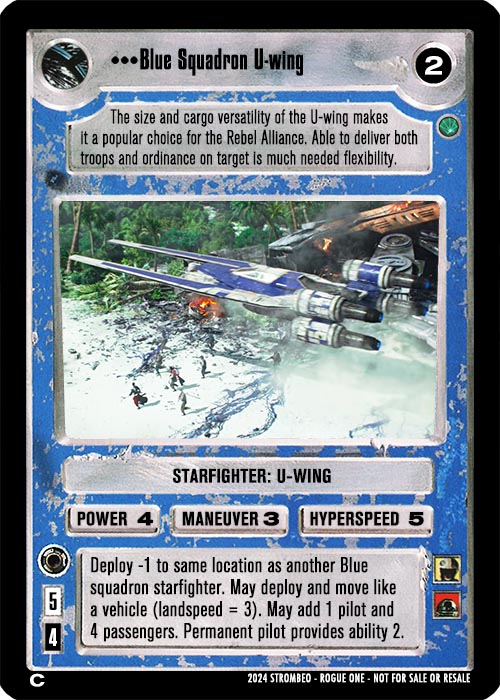 •••Blue Squadron U-wing
2
The size and cargo versatility of the U-wing makes
it a popular choice for the Rebel Alliance. Able to deliver both
troops and ordinance on target is much needed flexibility.
STARFIGHTER: U-WING
POWER 4 MANEUVER 3 HYPERSPEED 5
Deploy -1 to same location as another Blue
squadron starfighter. May deploy and move like
a vehicle (landspeed = 3). May add 1 pilot and
4 passengers. Permanent pilot provides ability 2.
5
4
C
2024 STROMBEO - ROGUE ONE - NOT FOR SALE OR RESALE